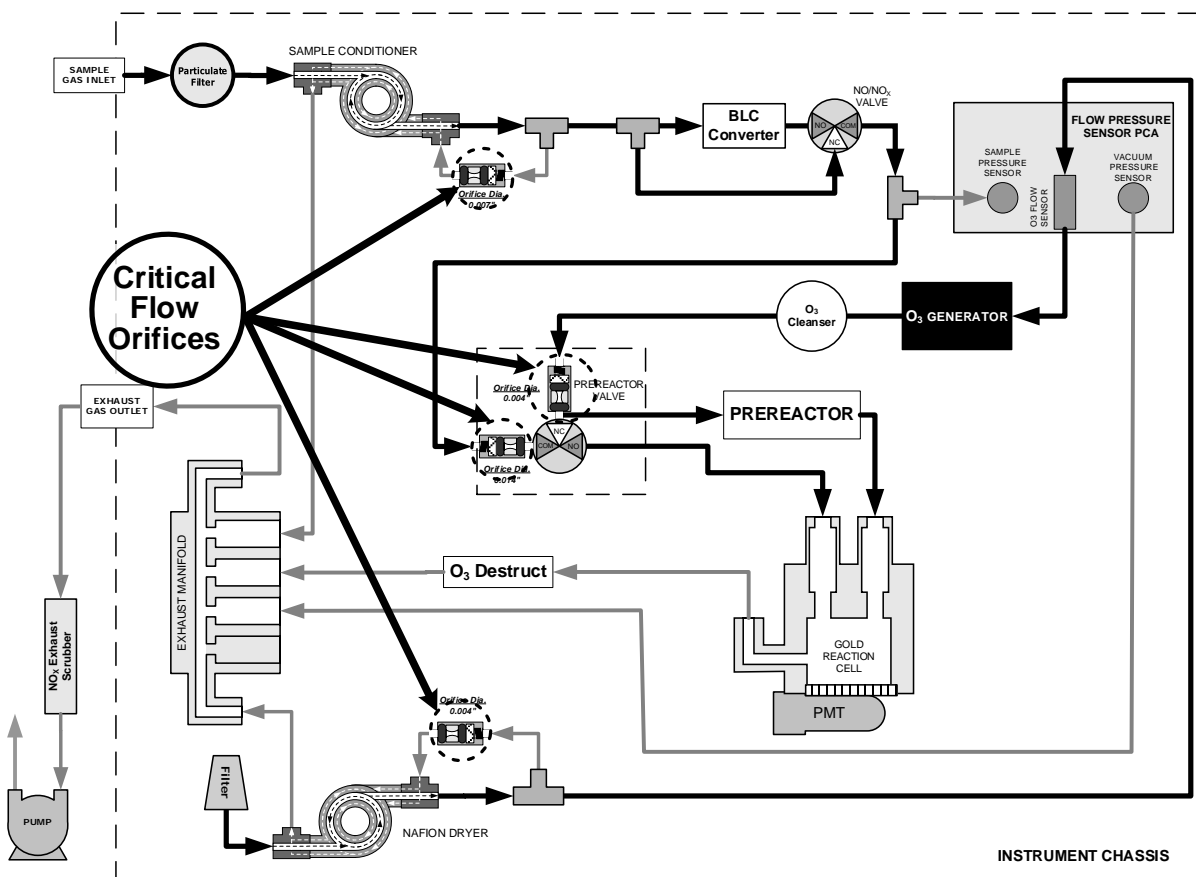 SAMPLE
GAS INLET
Particulate
Filter
SAMPLE CONDITIONER
Orifice Dia.
0.007"
BLC
Converter
NO/NOX
VALVE
NO
COM
NC
FLOW PRESSURE
SENSOR PCA
SAMPLE
PRESSURE
SENSOR
O3 FLOW
SENSOR
VACUUM
PRESSURE
SENSOR
Critical
Flow
Orifices
O3
Cleanser
O3 GENERATOR
EXHAUST
GAS OUTLET
Orifice Dia.
0.004"
PREREACTOR
VALVE
NC
COM
NO
Orifice Dia.
0.014"
PREREACTOR
EXHAUST MANIFOLD
O3 Destruct
GOLD
REACTION
CELL
PMT
NOX Exhaust
Scrubber
Orifice Dia.
0.004"
Filter
PUMP
NAFION DRYER
INSTRUMENT CHASSIS